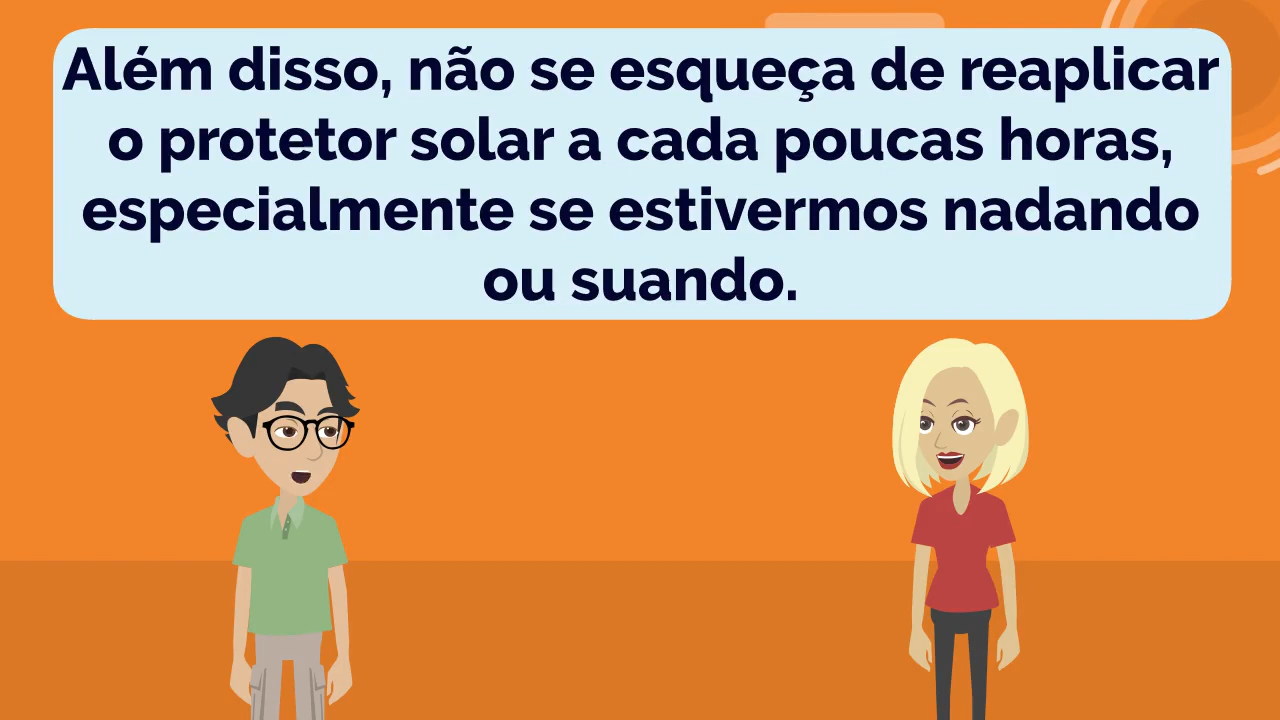 Além disso, não se esqueça de reaplicar
o protetor solar a cada poucas horas,
especialmente se estivermos nadando
ou suando.